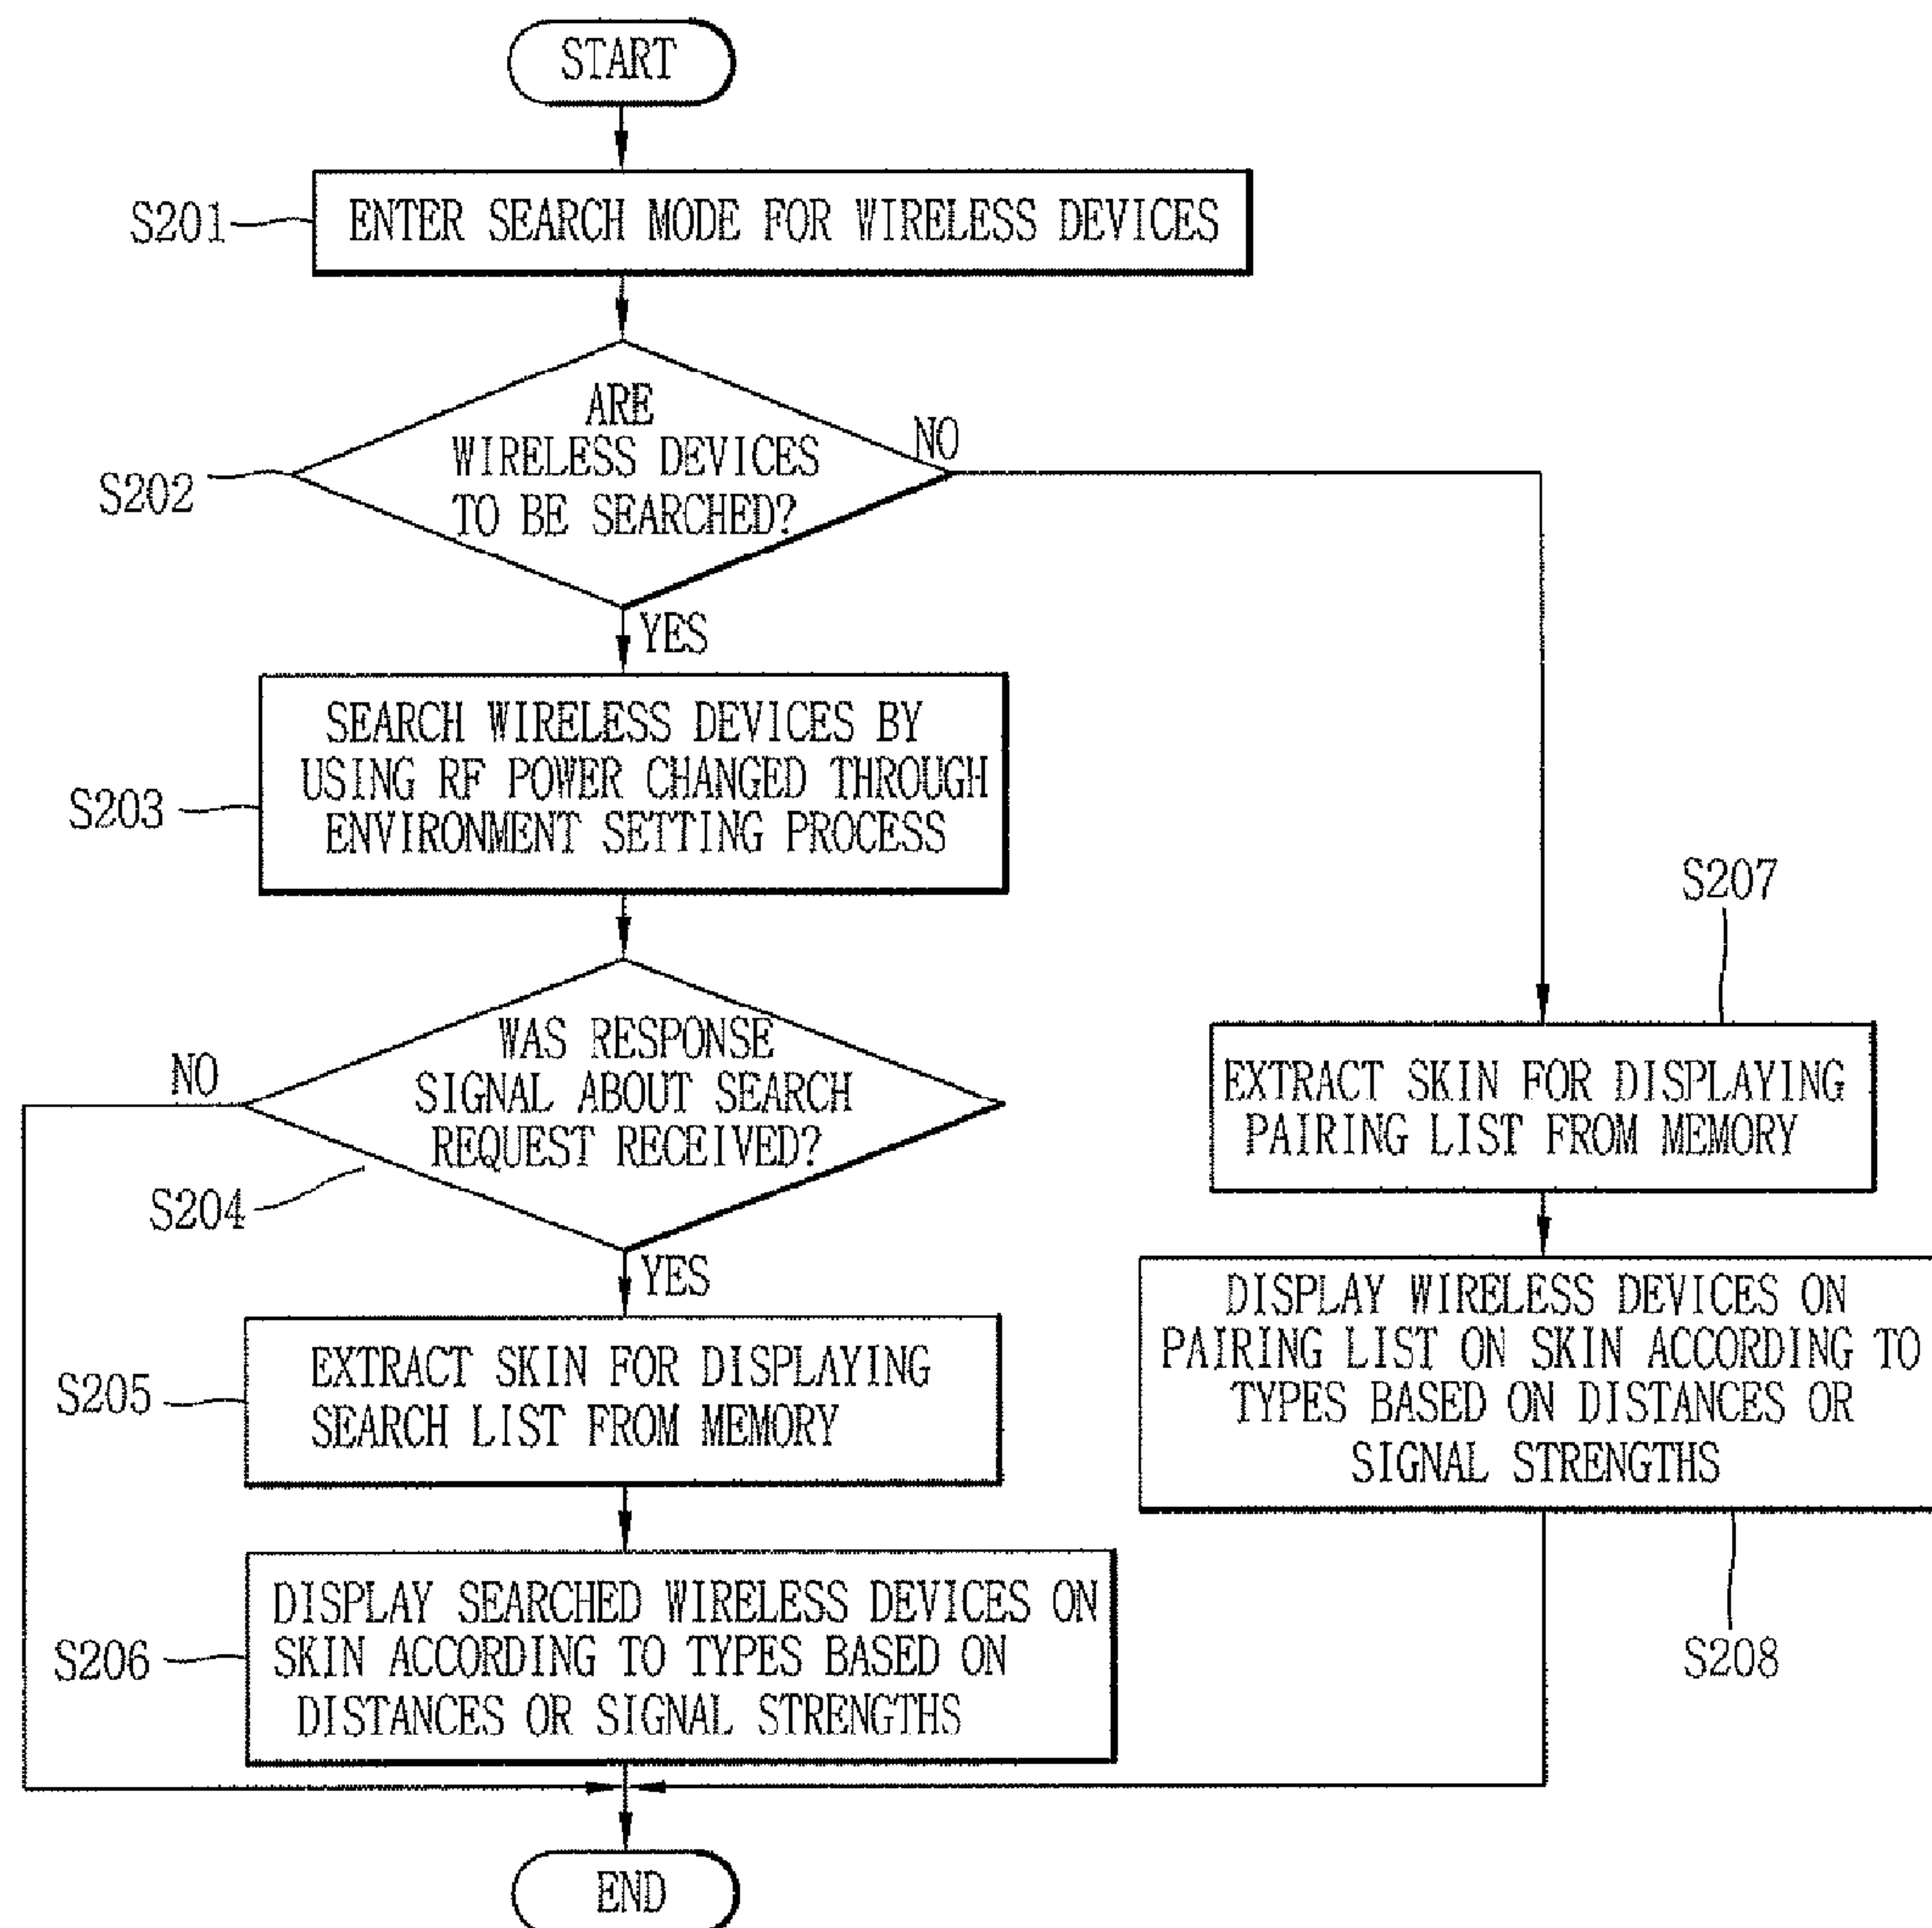 START
S201
ENTER SEARCH MODE FOR WIRELESS DEVICES
S202
ARE
WIRELESS DEVICES
TO BE SEARCHED?
NO
YES
S203
SEARCH WIRELESS DEVICES BY
USING RF POWER CHANGED THROUGH
ENVIRONMENT SETTING PROCESS
S204
WAS RESPONSE
SIGNAL ABOUT SEARCH
REQUEST RECEIVED?
NO
YES
S205
EXTRACT SKIN FOR DISPLAYING
SEARCH LIST FROM MEMORY
S206
DISPLAY SEARCHED WIRELESS DEVICES ON
SKIN ACCORDING TO TYPES BASED ON
DISTANCES OR SIGNAL STRENGTHS
S207
EXTRACT SKIN FOR DISPLAYING
PAIRING LIST FROM MEMORY
DISPLAY WIRELESS DEVICES ON
PAIRING LIST ON SKIN ACCORDING TO
TYPES BASED ON DISTANCES OR
SIGNAL STRENGTHS
S208
END